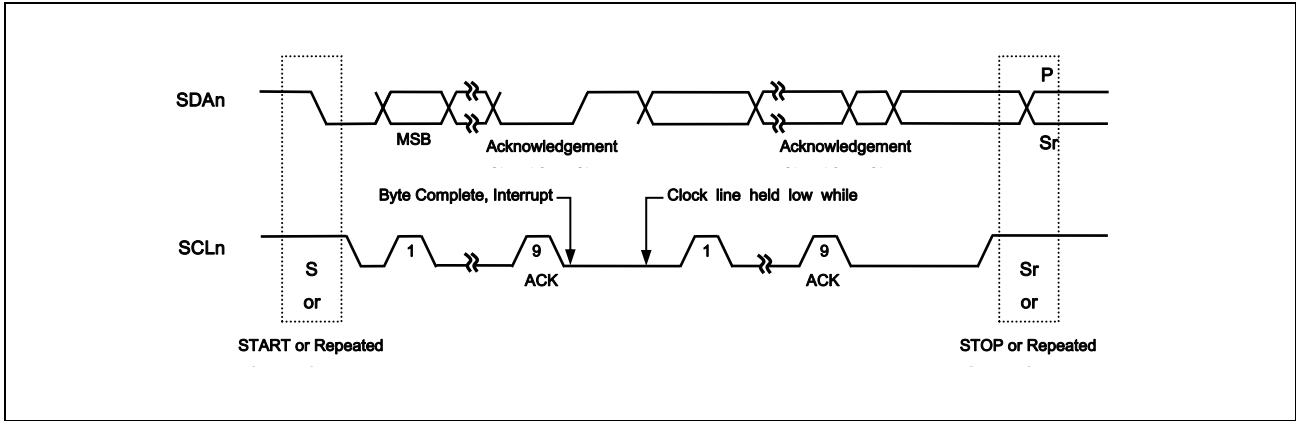 P
SDAn
MSB
Acknowledgement
Acknowledgement
Sr
Byte Complete, Interrupt
Clock line held low while
SCLn
1
9
1
9
ACK
ACK
S
or
Sr
or
START or Repeated
STOP or Repeated